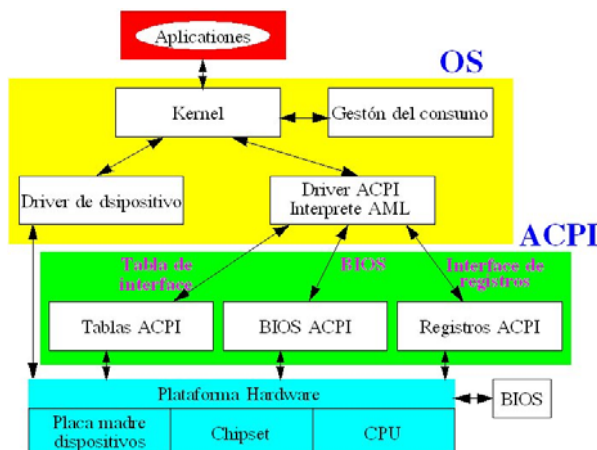 Aplicationes
OS
Kernel
Gestón del consumo
Driver de dsipositivo
Driver ACPI
Interprete AML
ACPI
Tabla de
interface
BIOS
Interface de
registros
Tablas ACPI
BIOS ACPI
Registros ACPI
Plataforma Hardware
BIOS
Placa madre
dispositivos
Chipset
CPU